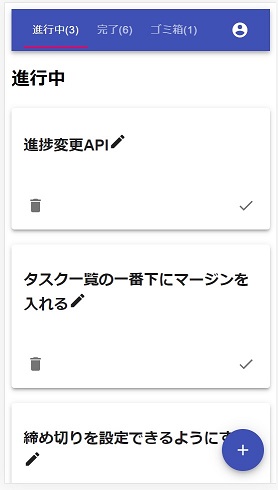 進行中(3) 完了(6) ゴミ箱(1)
進行中
進捗変更API
タスク一覧の一番下にマージンを
入れる
締め切りを設定できるようにす